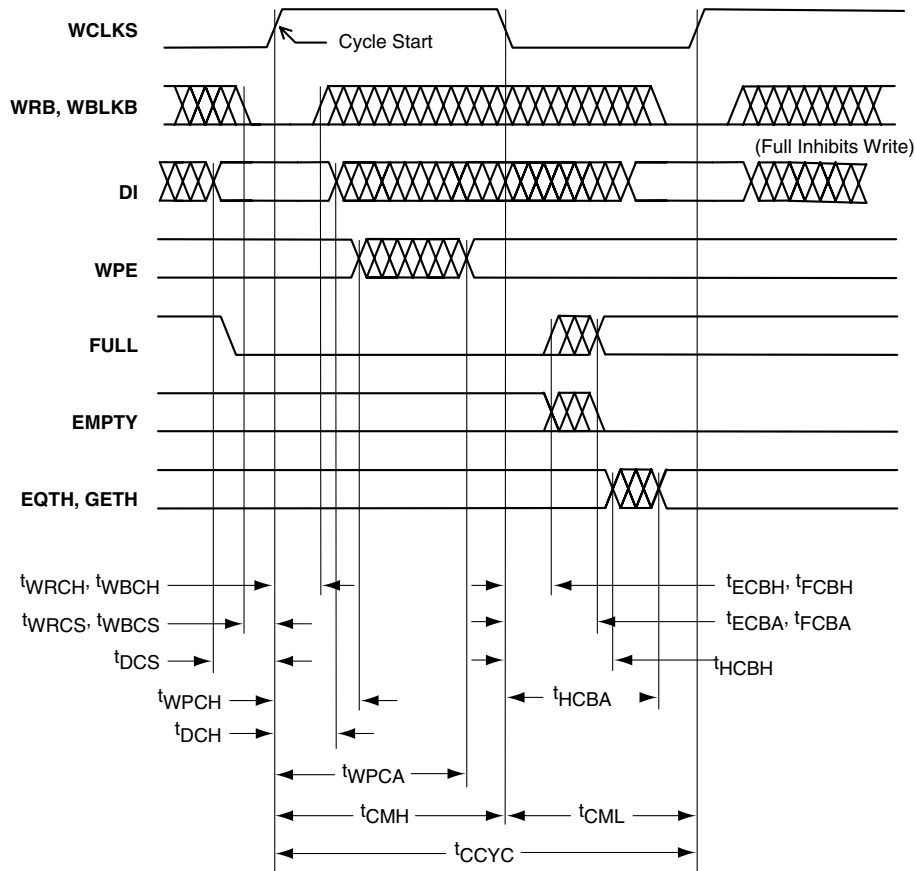 WCLKS
Cycle Start
WRB, WBLKB
(Full Inhibits Write)
DI
WPE
FULL
EMPTY
EQTH, GETH
tWRCH, tWBCH
tECBH, tFCBH
tWRCS, tWBCS
tECBA, tFCBA
tDCS
tHCBH
tWPCH
tHCBA
tDCH
tWPCA
tCMH
tCML
tCCYC